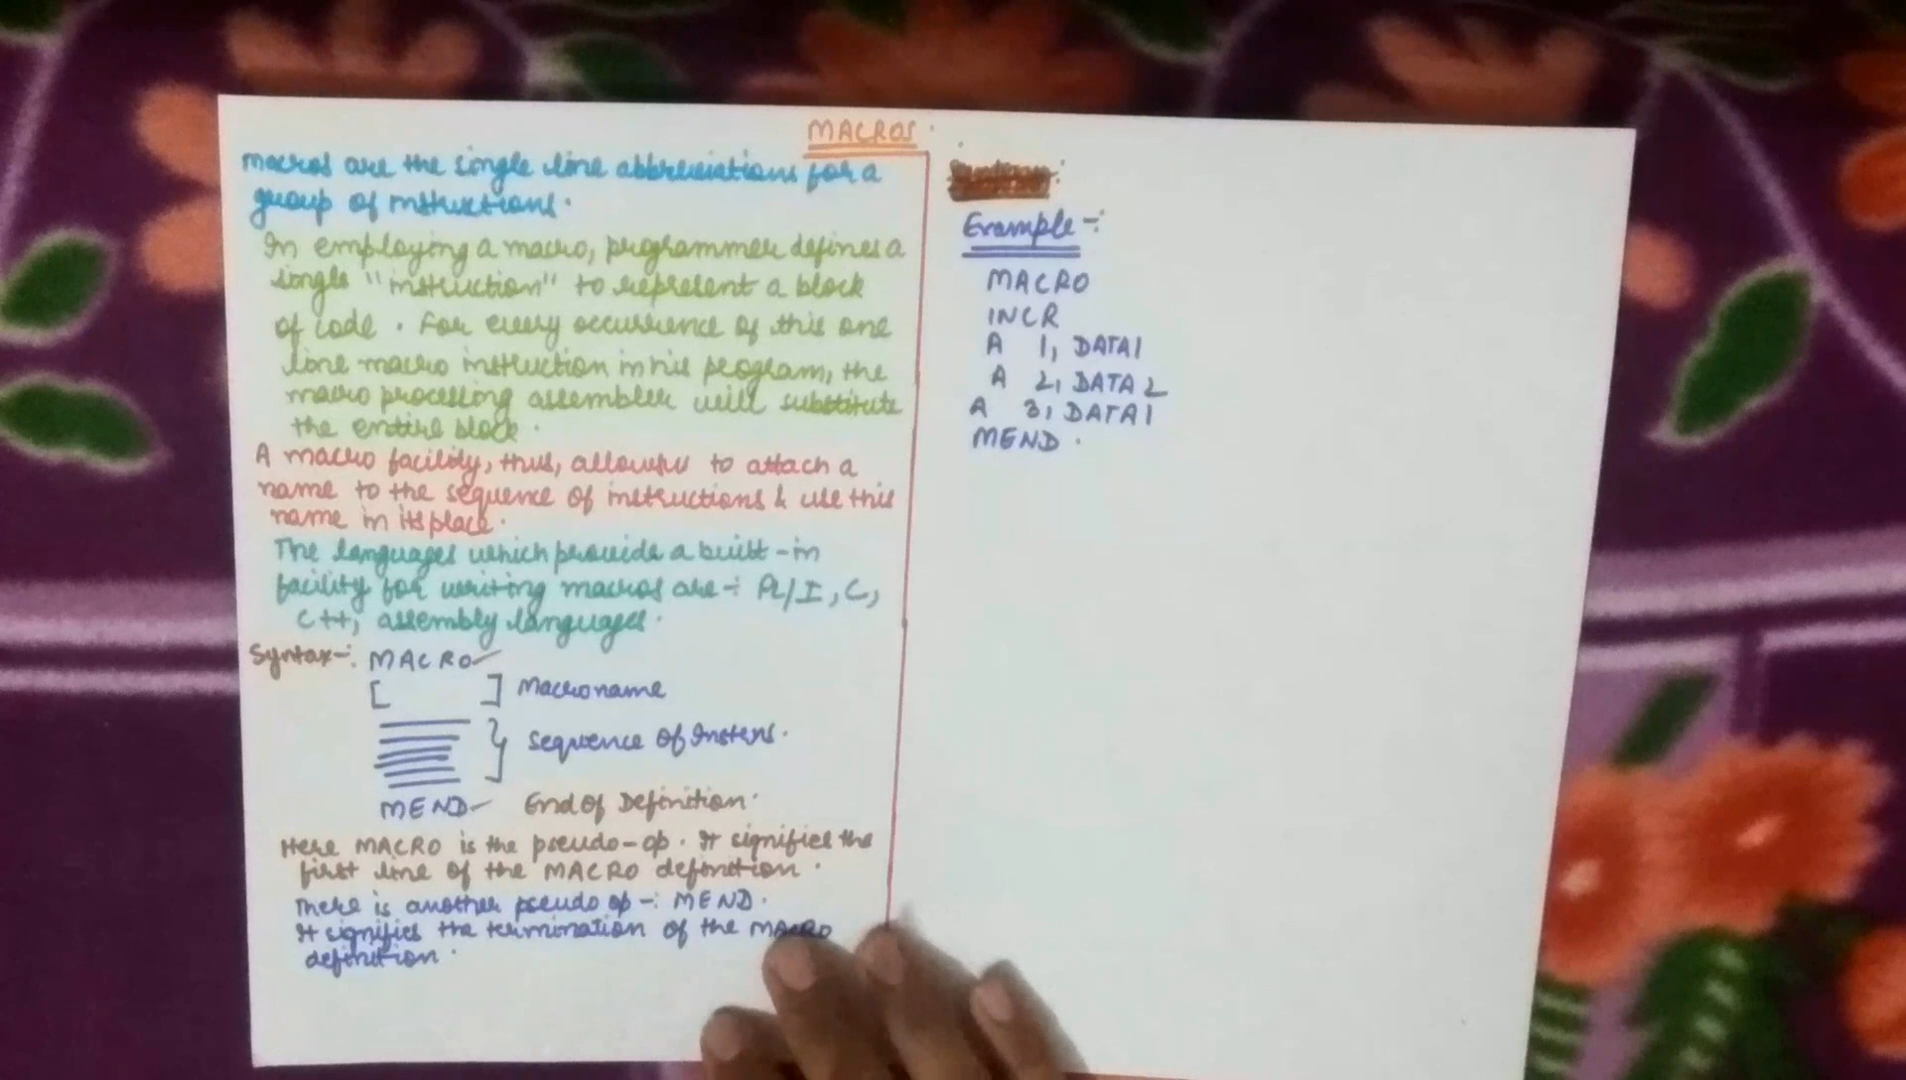 MACROS.
Macros are the single line abbreviations for a
group of instructions.
In employing a macro, programmer defines a
single "instruction" to represent a block
of code. For every occurrence of this one
line macro instruction in his program, the
macro processing assembler will substitute
the entire block.
A macro facility, thus, allows us to attach a
name to the sequence of instructions & use this
name in its place.
The languages which provide a built-in
facility for writing macros are-: PL/I, C,
C++, assembly languages.
Syntax-: MACRO
[ ] Macroname
} Sequence of Instrns.
MEND End of Definition.
Here MACRO is the pseudo-op. It signifies the
first line of the MACRO definition.
There is another pseudo op-: MEND.
It signifies the termination of the MACRO
definition.
Example-:
MACRO
INCR
A 1, DATA1
A 2, DATA2
A 3, DATA1
MEND.